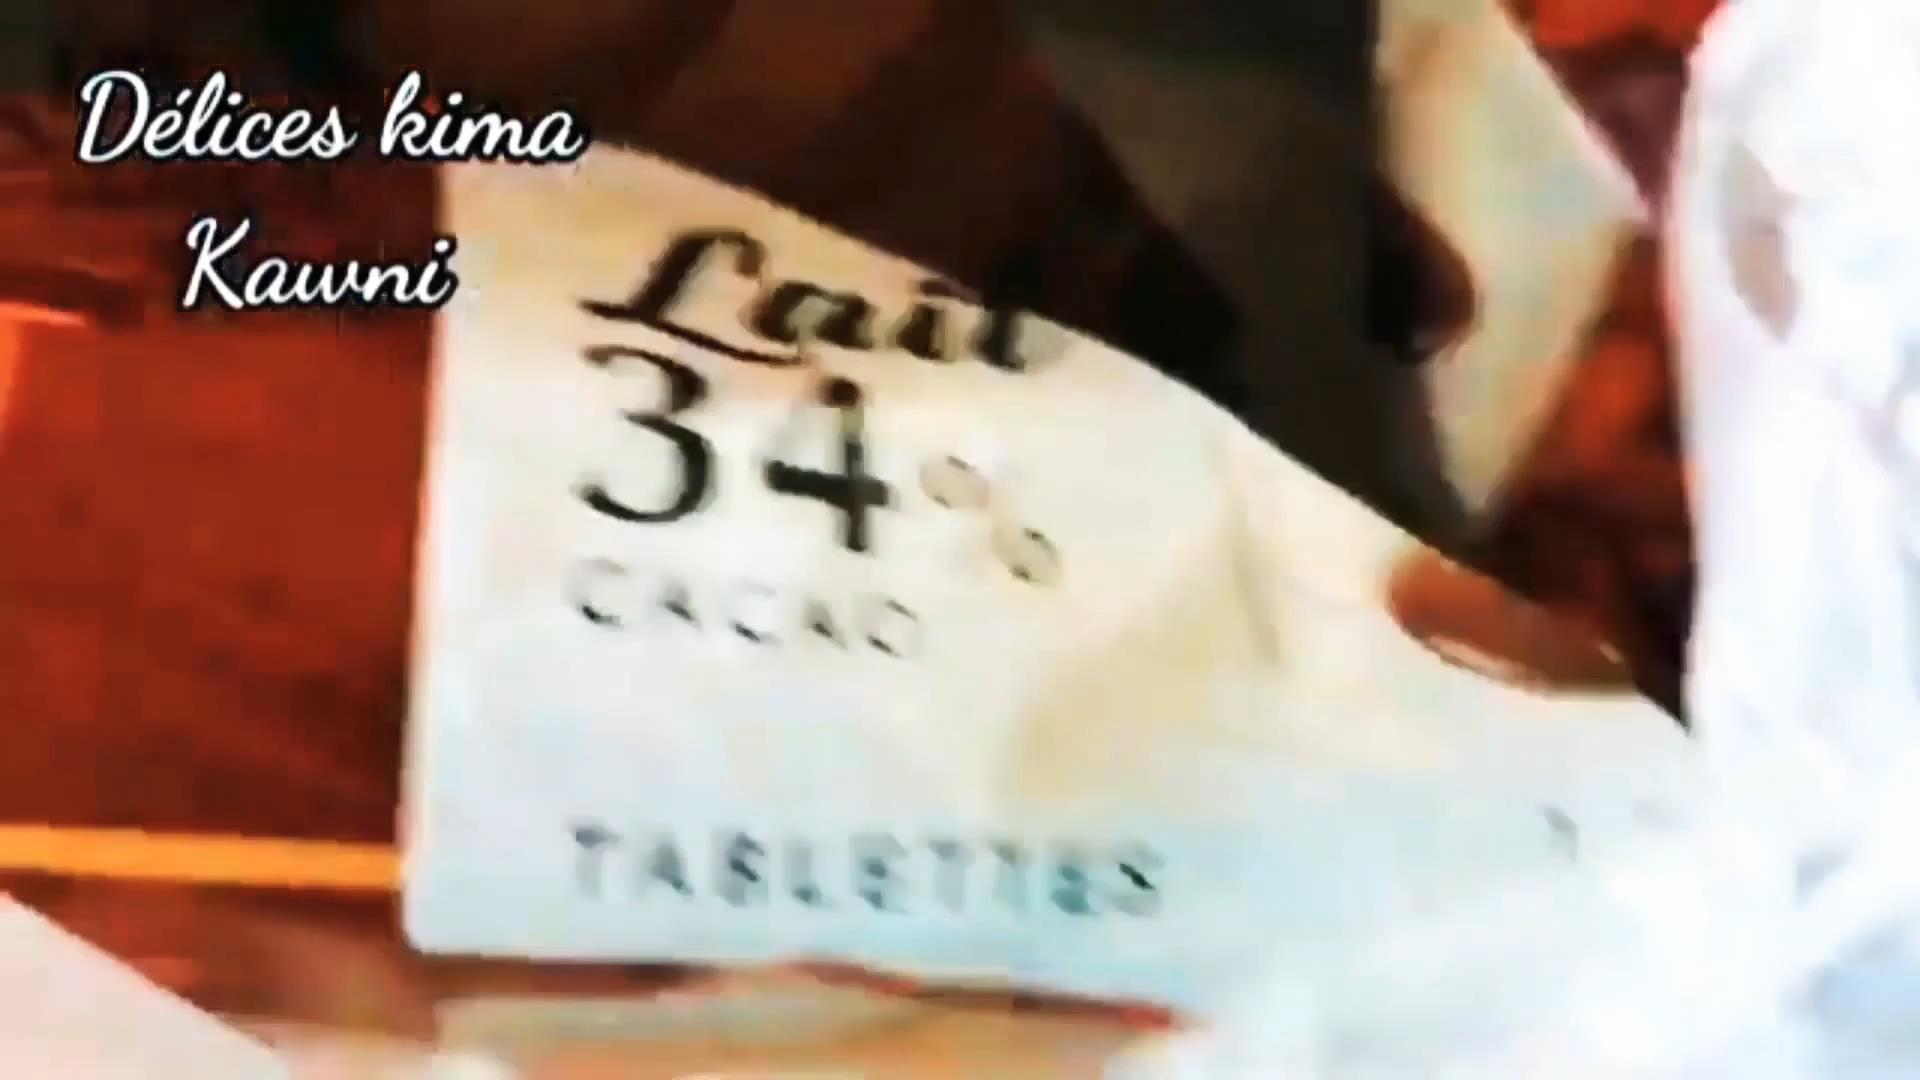 Délices kima
Kawni
Lait
34%
CACAO
TABLETTES